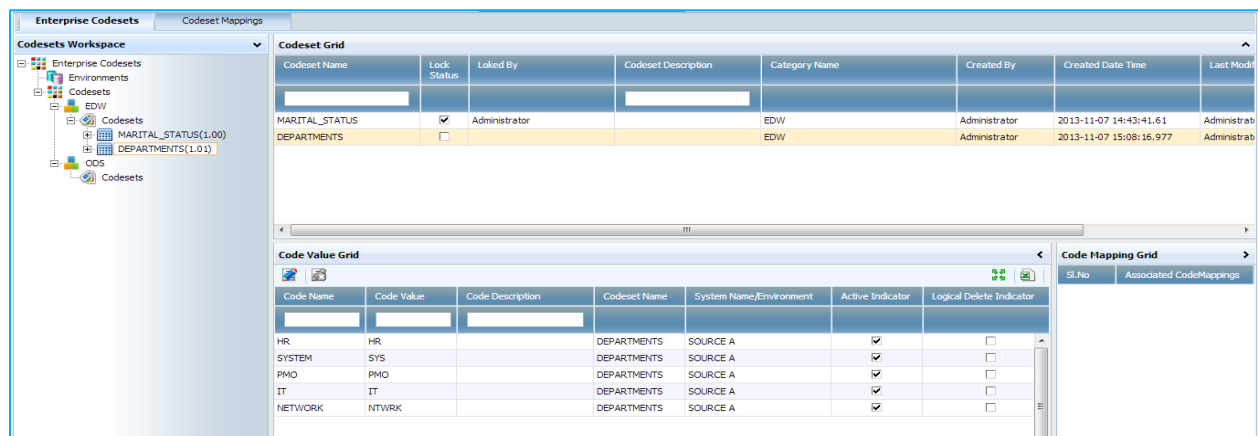 Enterprise Codesets Codeset Mappings
Codesets Workspace
Enterprise Codesets
Environments
Codesets
EDW
Codesets
MARITAL_STATUS(1.00)
DEPARTMENTS(1.01)
ODS
Codesets
Codeset Grid
Codeset Name Lock Status Loked By Codeset Description Category Name Created By Created Date Time Last Modif
MARITAL_STATUS Administrator EDW Administrator 2013-11-07 14:43:41.61 Administrat
DEPARTMENTS EDW Administrator 2013-11-07 15:08:16.977 Administrat
Code Value Grid
Code Name Code Value Code Description Codeset Name System Name/Environment Active Indicator Logical Delete Indicator
HR HR DEPARTMENTS SOURCE A
SYSTEM SYS DEPARTMENTS SOURCE A
PMO PMO DEPARTMENTS SOURCE A
IT IT DEPARTMENTS SOURCE A
NETWORK NTWRK DEPARTMENTS SOURCE A
Code Mapping Grid
Sl.No Associated CodeMappings